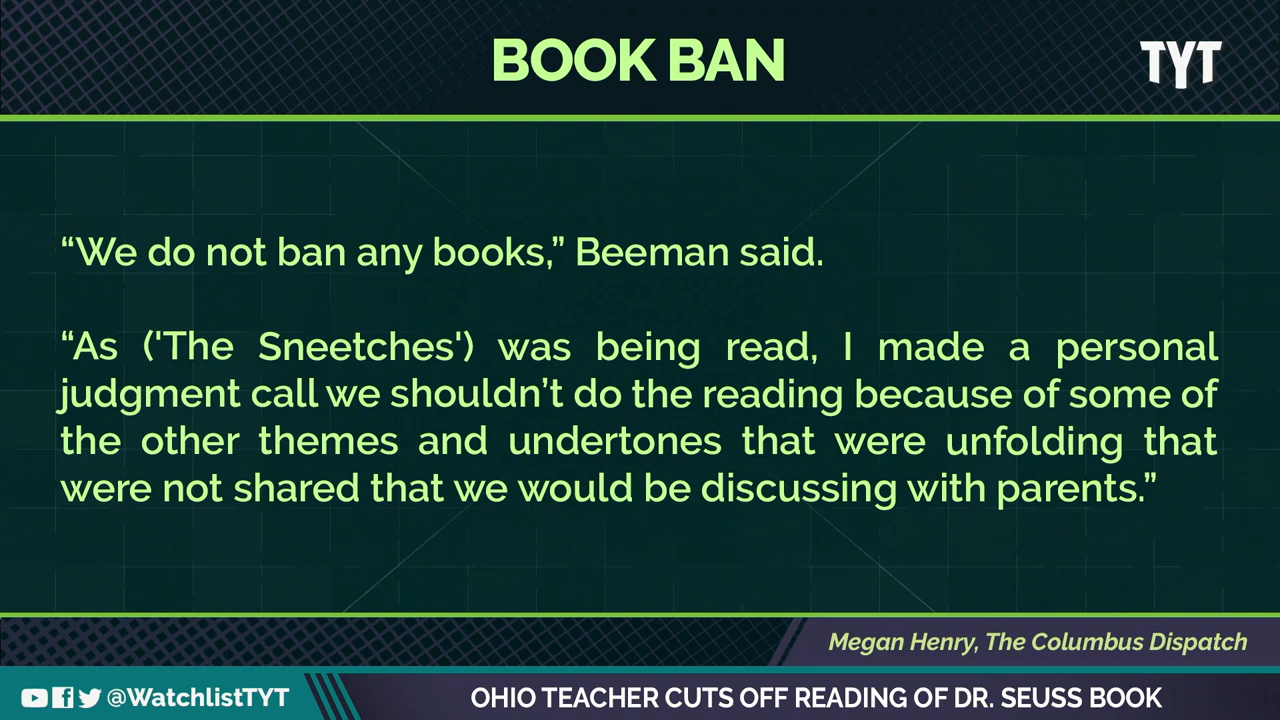 BOOK BAN
TYT
“We do not ban any books,” Beeman said.
“As ('The Sneetches') was being read, I made a personal
judgment call we shouldn’t do the reading because of some of
the other themes and undertones that were unfolding that
were not shared that we would be discussing with parents.”
Megan Henry, The Columbus Dispatch
@WatchlistTYT
OHIO TEACHER CUTS OFF READING OF DR. SEUSS BOOK